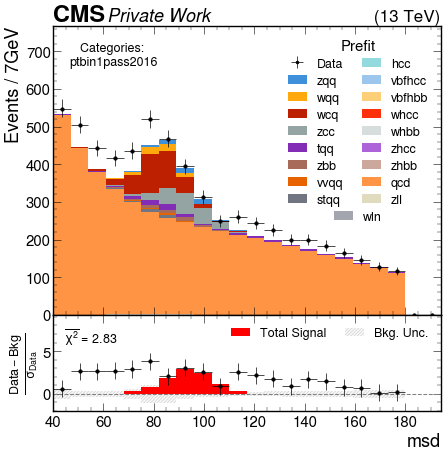 CMS Private Work (13 TeV)
Events / 7GeV
Categories:
ptbin1pass2016
Prefit
Data
zqq
wqq
wcq
zcc
tqq
zbb
vvqq
stqq
hcc
vbfhcc
vbfhbb
whcc
whbb
zhcc
zhbb
qcd
zll
wln
700
600
500
400
300
200
100
0
Data − Bkg
σData
χ² = 2.83
Total Signal
Bkg. Unc.
5
0
40 60 80 100 120 140 160 180
msd